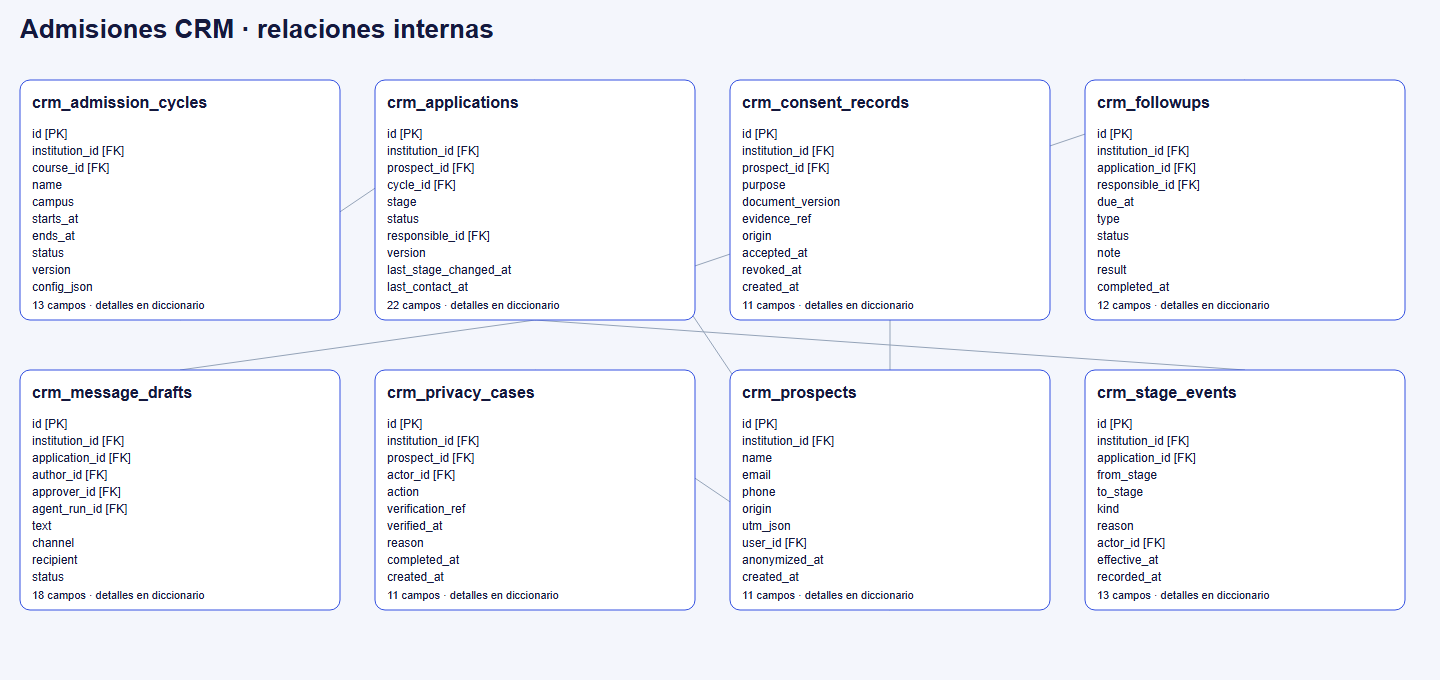 Admisiones CRM · relaciones internas
crm_admission_cycles
id [PK]
institution_id [FK]
course_id [FK]
name
campus
starts_at
ends_at
status
version
config_json
13 campos · detalles en diccionario
crm_applications
id [PK]
institution_id [FK]
prospect_id [FK]
cycle_id [FK]
stage
status
responsible_id [FK]
version
last_stage_changed_at
last_contact_at
22 campos · detalles en diccionario
crm_consent_records
id [PK]
institution_id [FK]
prospect_id [FK]
purpose
document_version
evidence_ref
origin
accepted_at
revoked_at
created_at
11 campos · detalles en diccionario
crm_followups
id [PK]
institution_id [FK]
application_id [FK]
responsible_id [FK]
due_at
type
status
note
result
completed_at
12 campos · detalles en diccionario
crm_message_drafts
id [PK]
institution_id [FK]
application_id [FK]
author_id [FK]
approver_id [FK]
agent_run_id [FK]
text
channel
recipient
status
18 campos · detalles en diccionario
crm_privacy_cases
id [PK]
institution_id [FK]
prospect_id [FK]
actor_id [FK]
action
verification_ref
verified_at
reason
completed_at
created_at
11 campos · detalles en diccionario
crm_prospects
id [PK]
institution_id [FK]
name
email
phone
origin
utm_json
user_id [FK]
anonymized_at
created_at
11 campos · detalles en diccionario
crm_stage_events
id [PK]
institution_id [FK]
application_id [FK]
from_stage
to_stage
kind
reason
actor_id [FK]
effective_at
recorded_at
13 campos · detalles en diccionario